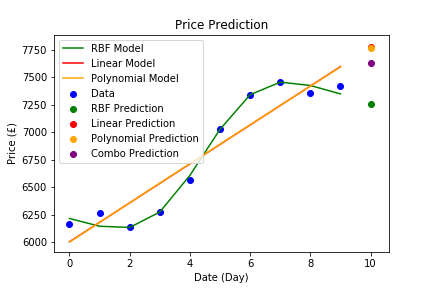 Price Prediction
7750
7500
7250
7000
6750
6500
6250
6000
Price (£)
RBF Model
Linear Model
Polynomial Model
Data
RBF Prediction
Linear Prediction
Polynomial Prediction
Combo Prediction
0 2 4 6 8 10
Date (Day)